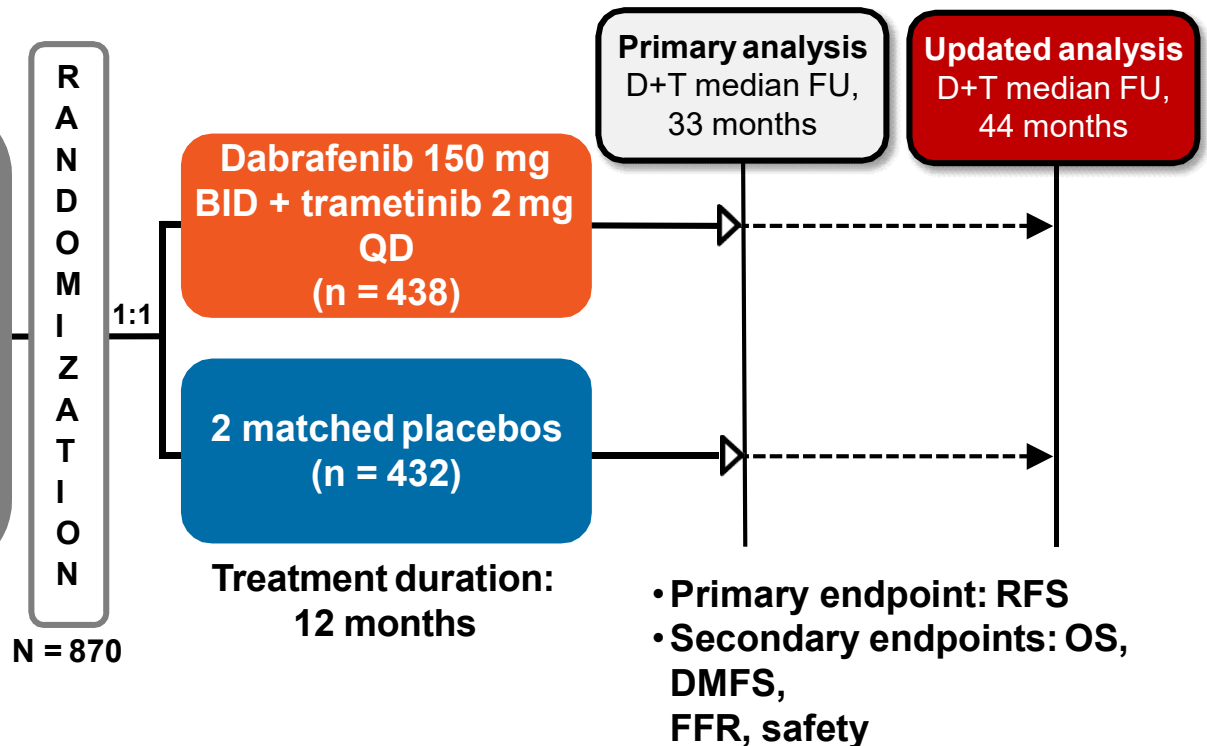 RANDOMIZATION
N = 870
1:1
Dabrafenib 150 mg
BID + trametinib 2 mg
QD
(n = 438)
2 matched placebos
(n = 432)
Treatment duration:
12 months
Primary analysis
D+T median FU,
33 months
Updated analysis
D+T median FU,
44 months
• Primary endpoint: RFS
• Secondary endpoints: OS,
DMFS,
FFR, safety